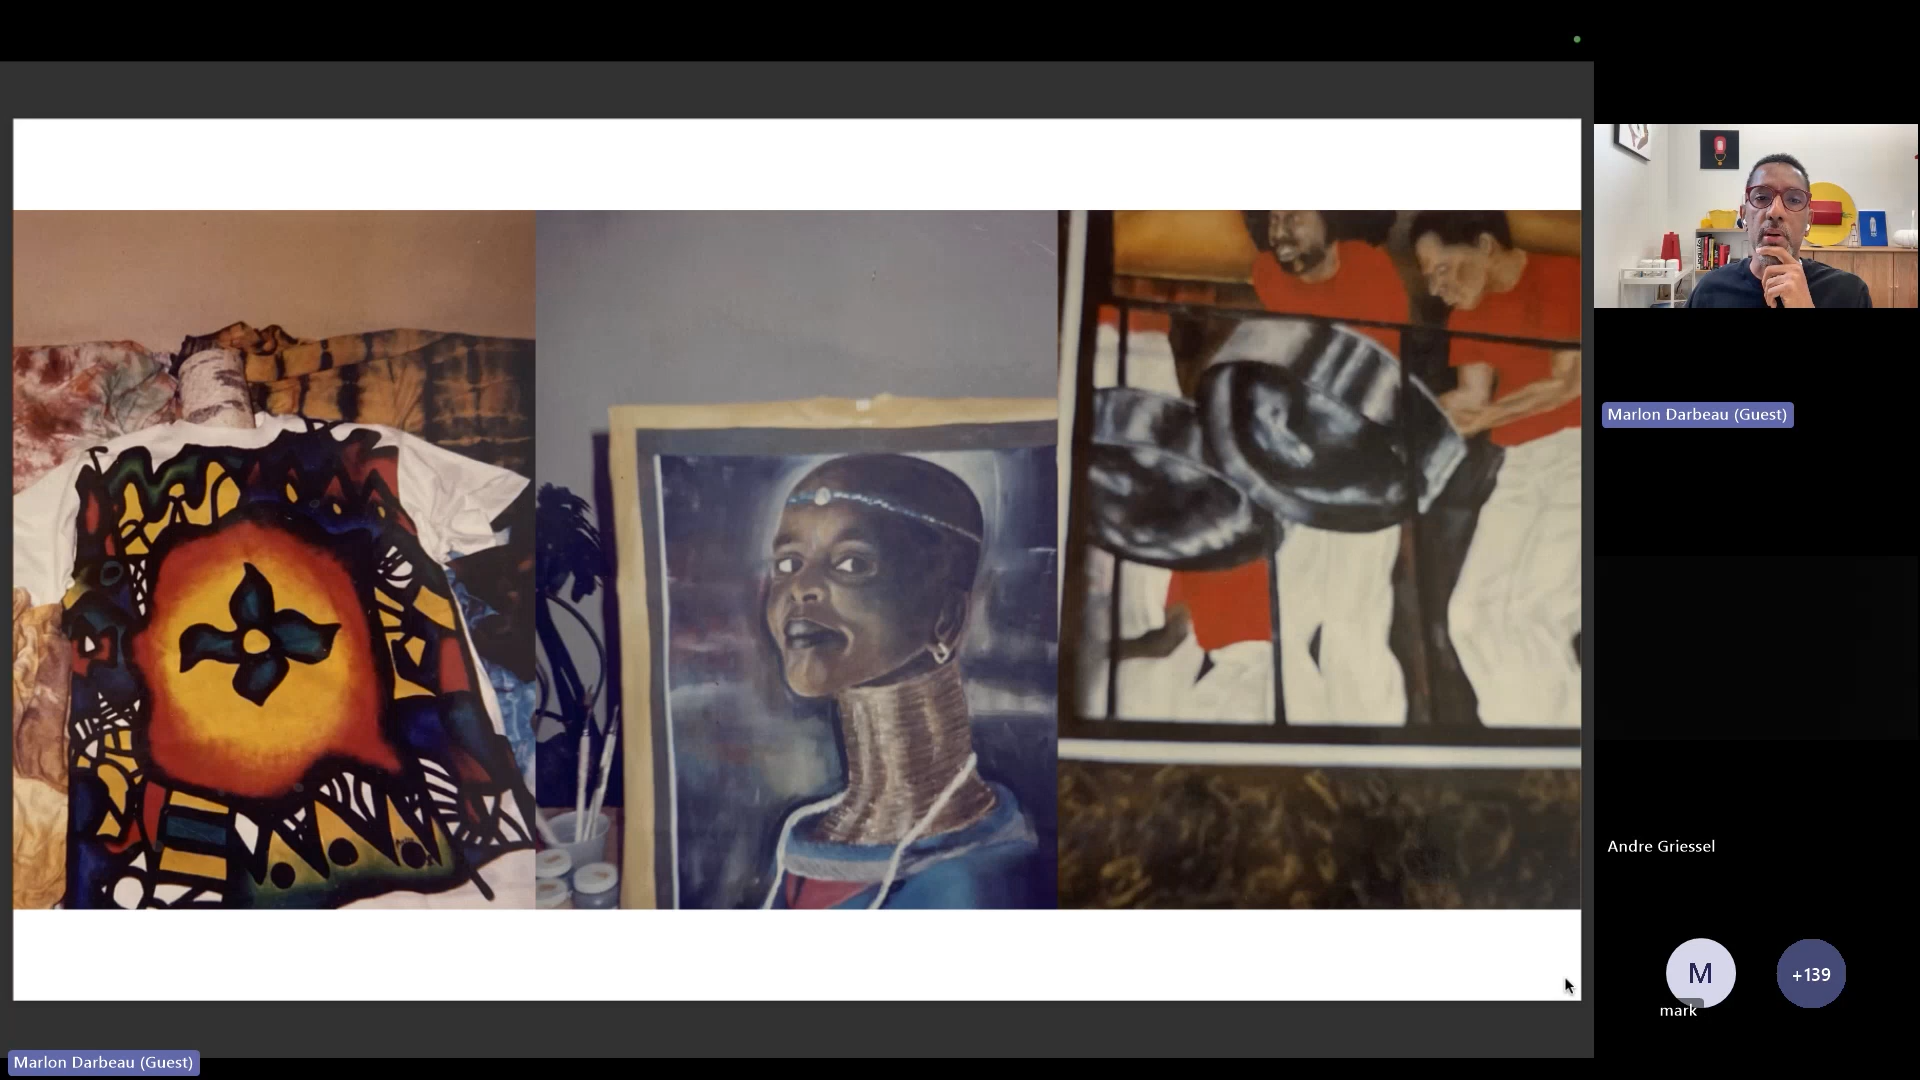 Marlon Darbeau (Guest)
Andre Griessel
M
+139
mark
Marlon Darbeau (Guest)